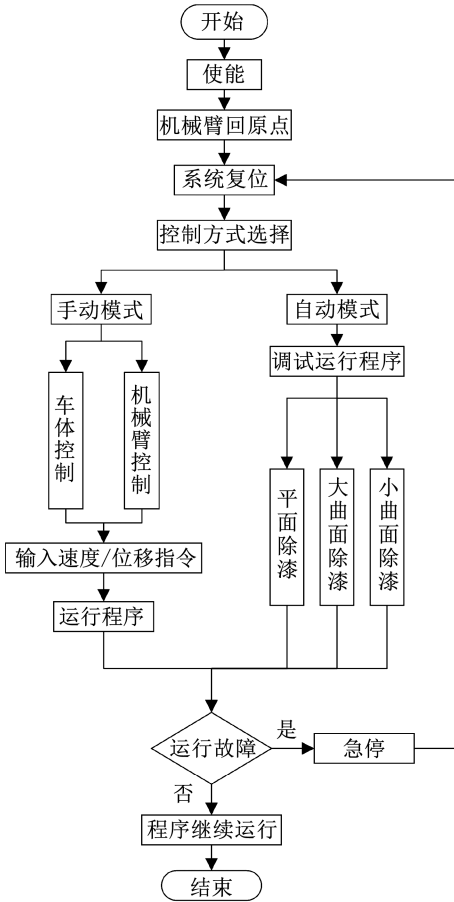 开始
使能
机械臂回原点
系统复位
控制方式选择
手动模式
自动模式
调试运行程序
车体控制
机械臂控制
平面除漆
大曲面除漆
小曲面除漆
输入速度/位移指令
运行程序
运行故障
是
急停
否
程序继续运行
结束